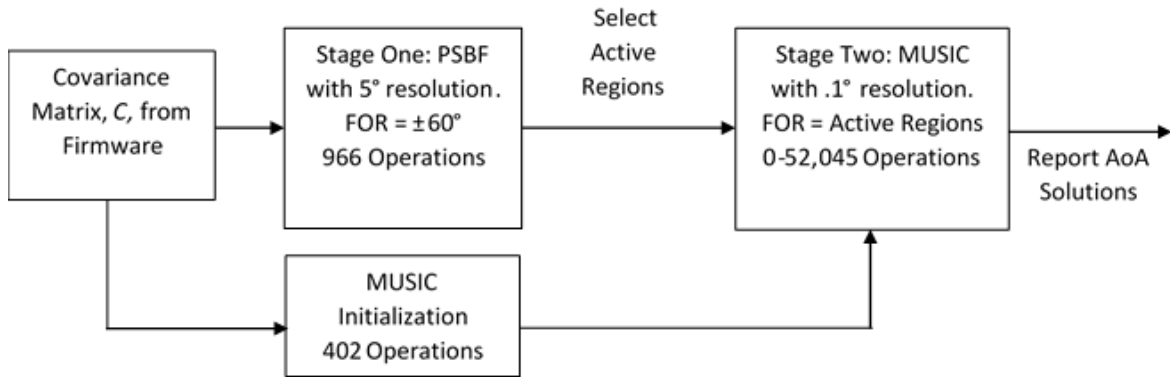 Covariance
Matrix, C, from
Firmware
Stage One: PSBF
with 5° resolution.
FOR = ±60°
966 Operations
Select
Active
Regions
Stage Two: MUSIC
with .1° resolution.
FOR = Active Regions
0-52,045 Operations
Report AoA
Solutions
MUSIC
Initialization
402 Operations